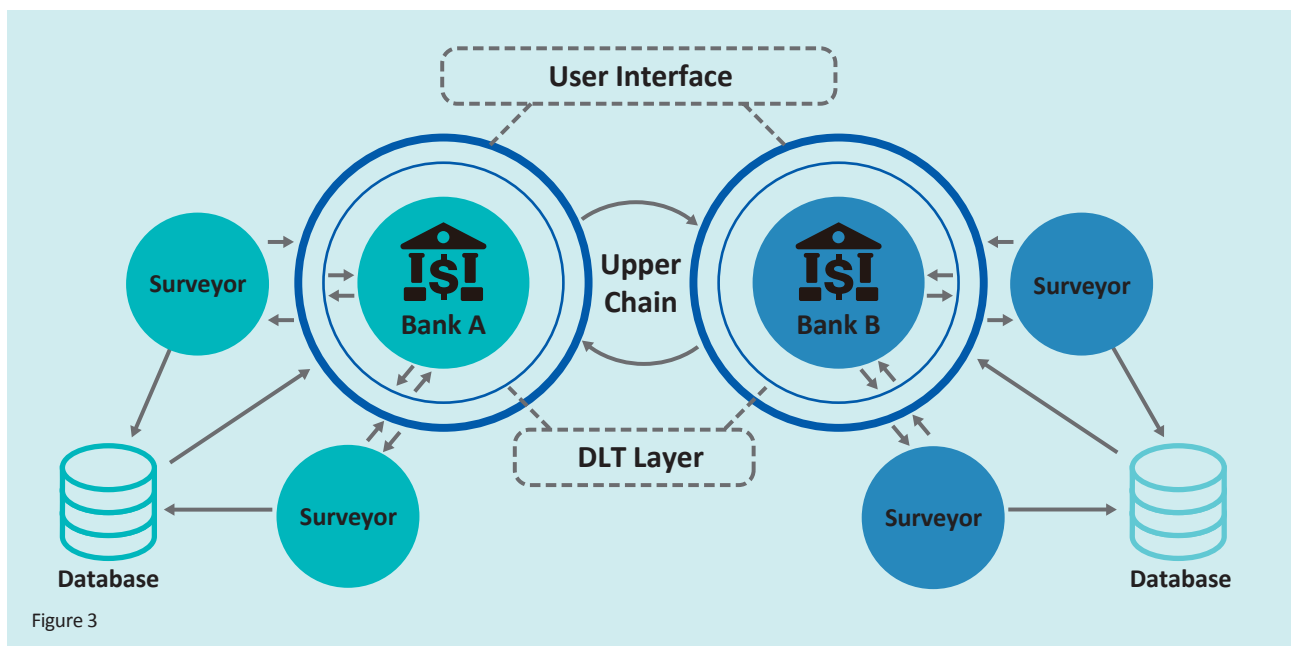 User Interface
Surveyor
$
Bank A
Upper
Chain
$
Bank B
Surveyor
DLT Layer
Surveyor
Surveyor
Database
Database
Figure 3